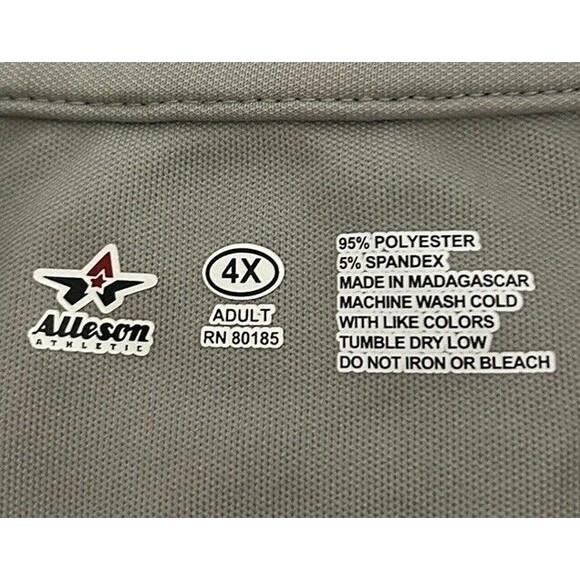 Alleson
ATHLETIC
4X
ADULT
RN 80185
95% POLYESTER
5% SPANDEX
MADE IN MADAGASCAR
MACHINE WASH COLD
WITH LIKE COLORS
TUMBLE DRY LOW
DO NOT IRON OR BLEACH